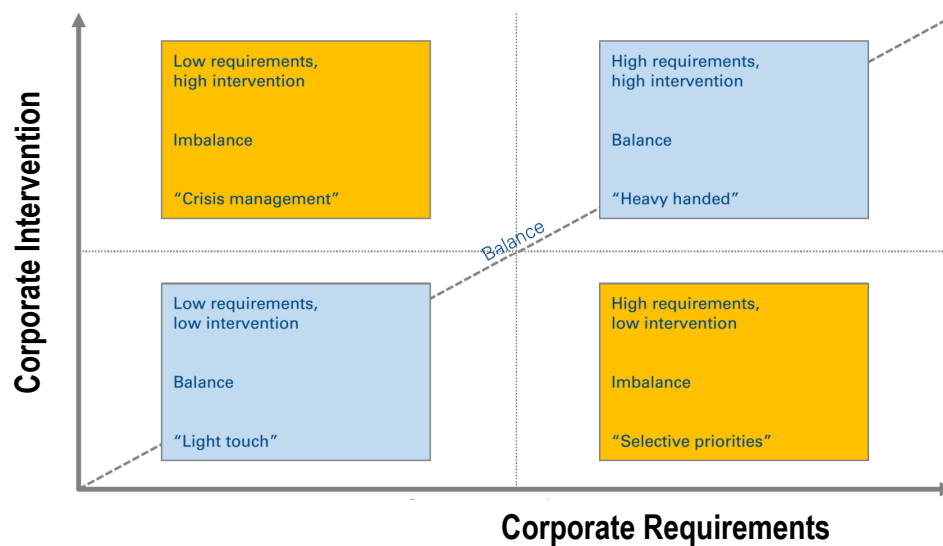 Corporate Intervention
Low requirements,
high intervention
Imbalance
“Crisis management”
High requirements,
high intervention
Balance
“Heavy handed”
Balance
Low requirements,
low intervention
Balance
“Light touch”
High requirements,
low intervention
Imbalance
“Selective priorities”
Corporate Requirements